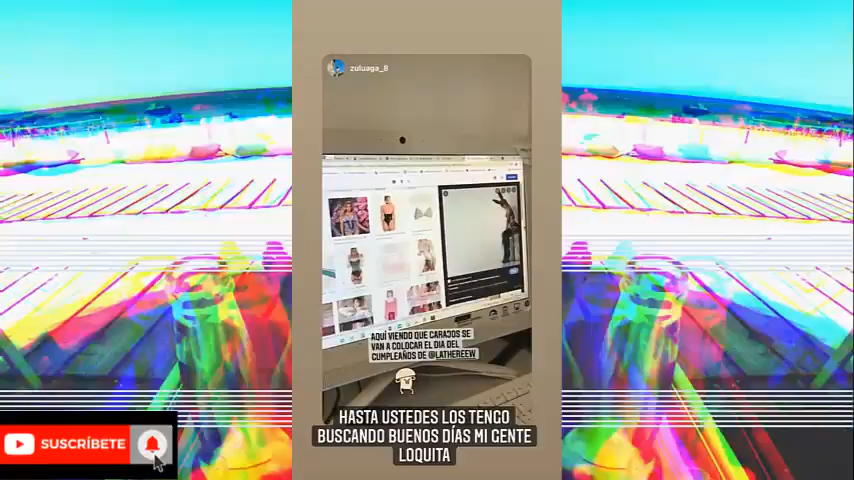 zuluaga_8
AQUÍ VIENDO QUE CARAJOS SE
VAN A COLOCAR EL DIA DEL
CUMPLEAÑOS DE @LATHEREEW
HASTA USTEDES LOS TENGO
BUSCANDO BUENOS DÍAS MI GENTE
LOQUITA
SUSCRÍBETE